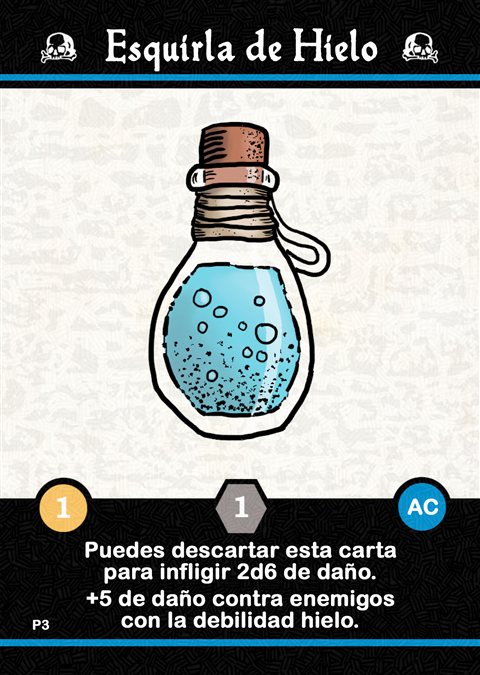 Esquirla de Hielo
1
1
AC
Puedes descartar esta carta
para infligir 2d6 de daño.
+5 de daño contra enemigos
con la debilidad hielo.
P3